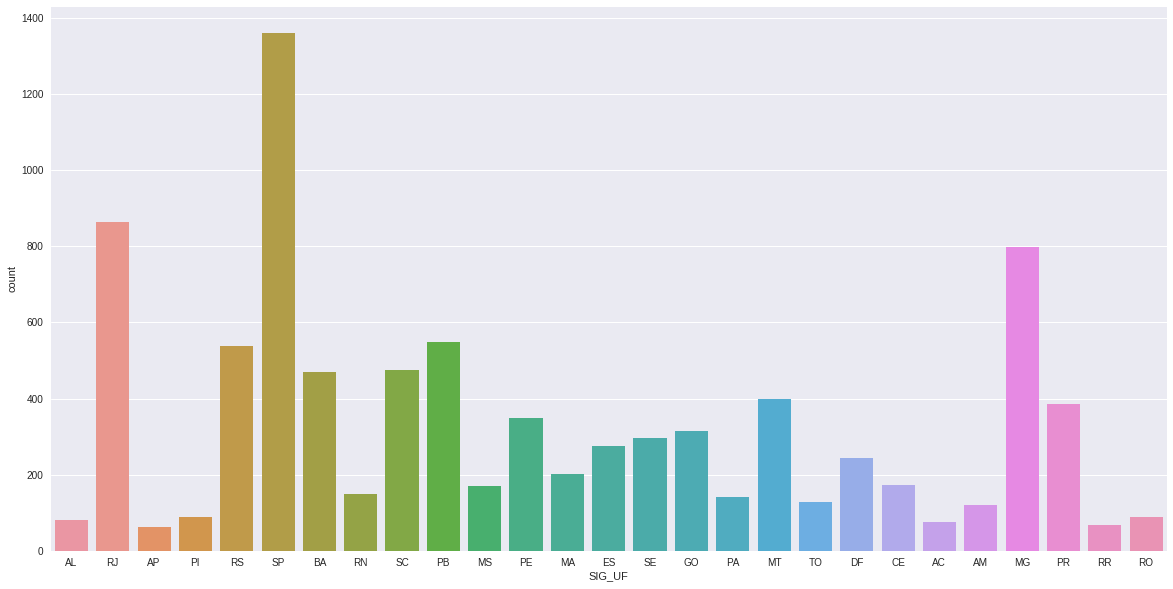 1400
1200
1000
800
600
400
200
0
count
AL RJ AP PI RS SP BA RN SC PB MS PE MA ES SE GO PA MT TO DF CE AC AM MG PR RR RO
SIG_UF